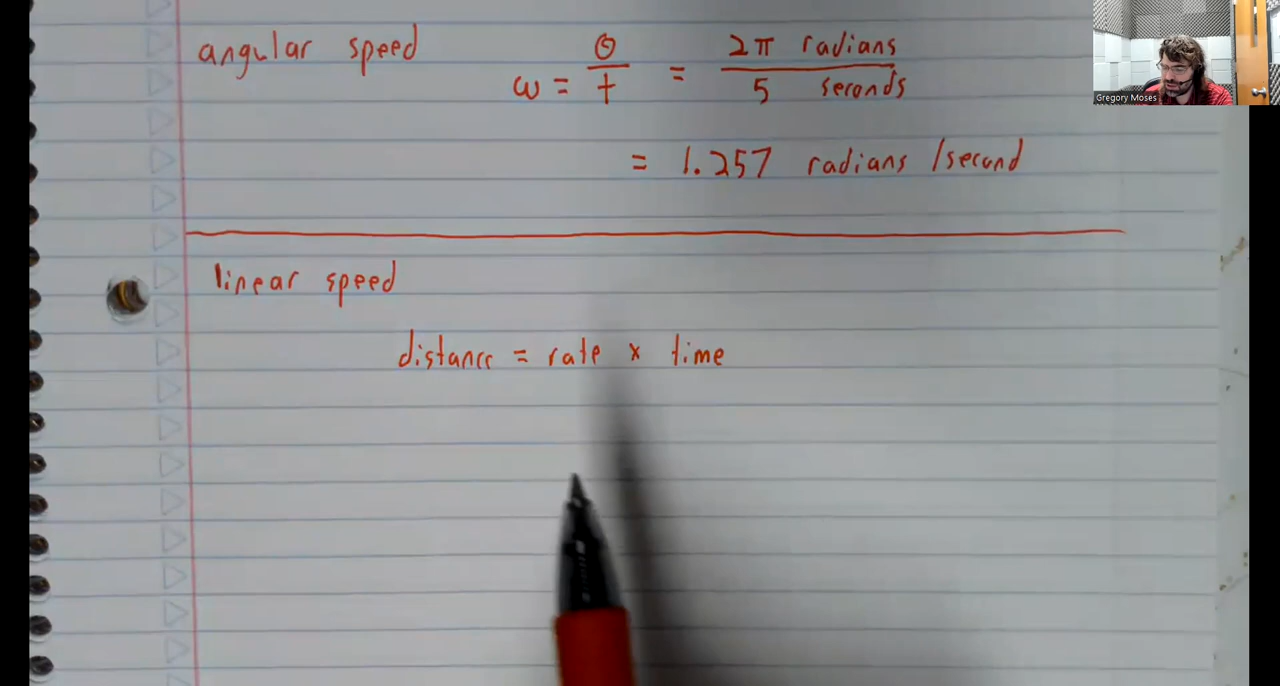 angular speed ω = θ/t = 2π radians / 5 seconds
= 1.257 radians /second
linear speed
distance = rate × time
Gregory Moses